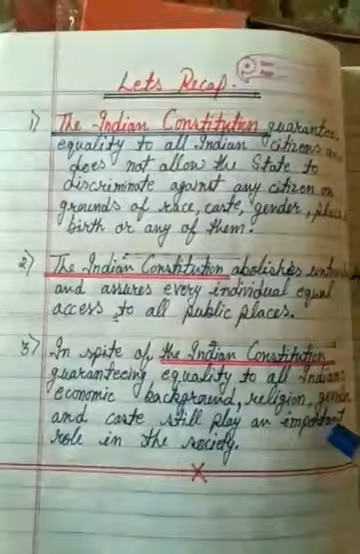 Lets Recap.
1) The Indian Constitution guarantee
equality to all Indian citizens and
does not allow the State to
discriminate against any citizen on
grounds of race, caste, gender, place
birth or any of them.
2) The Indian Constitution abolishes
and assures every individual equal
access to all public places.
3) In spite of the Indian Constitution
guaranteeing equality to all Indians
economic background, religion, gender
and caste still play an important
role in the society.